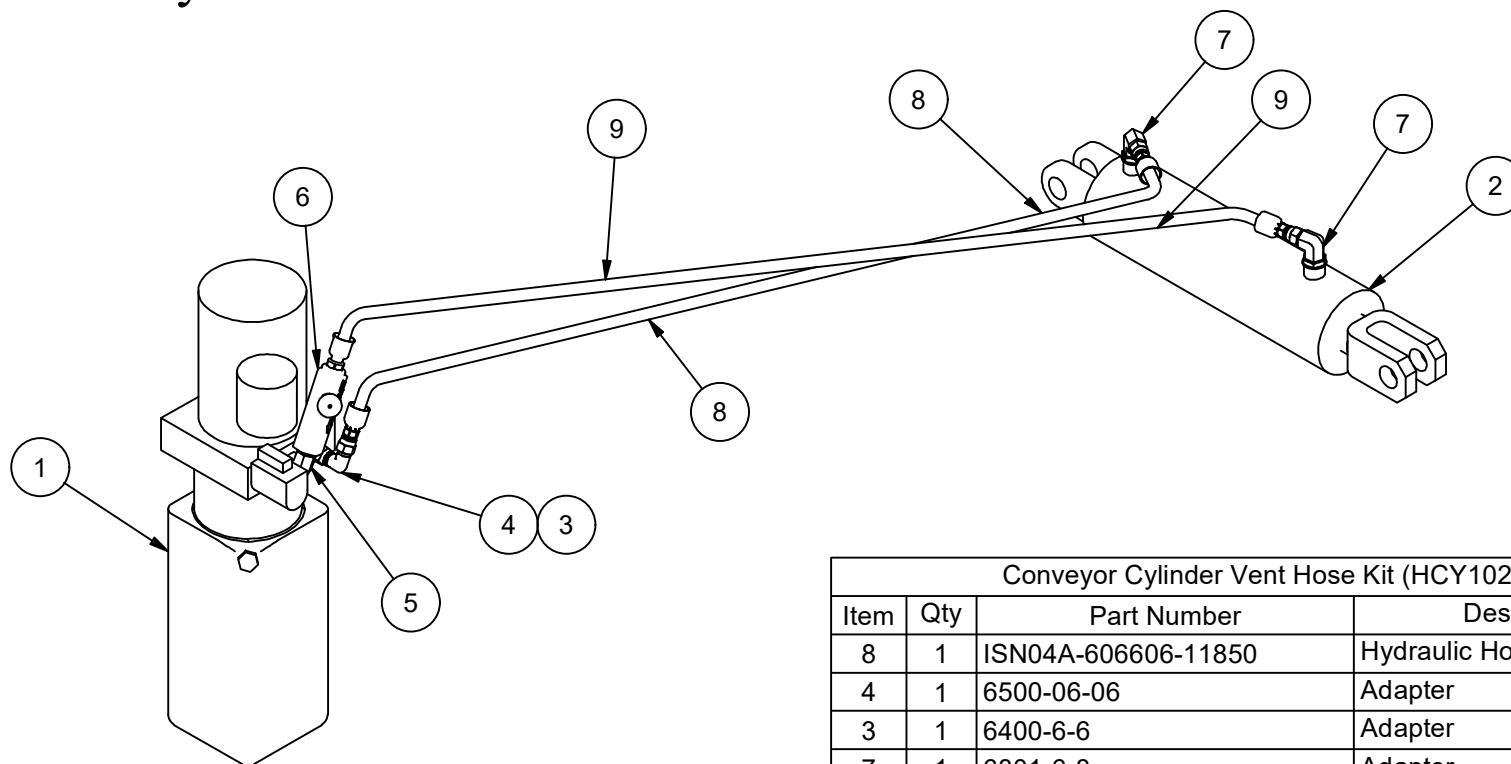 7
8
9
7
9
2
6
8
1
4 3
5
Conveyor Cylinder Vent Hose Kit (HCY102
Item Qty Part Number Des
8 1 ISN04A-606606-11850 Hydraulic Ho
4 1 6500-06-06 Adapter
3 1 6400-6-6 Adapter